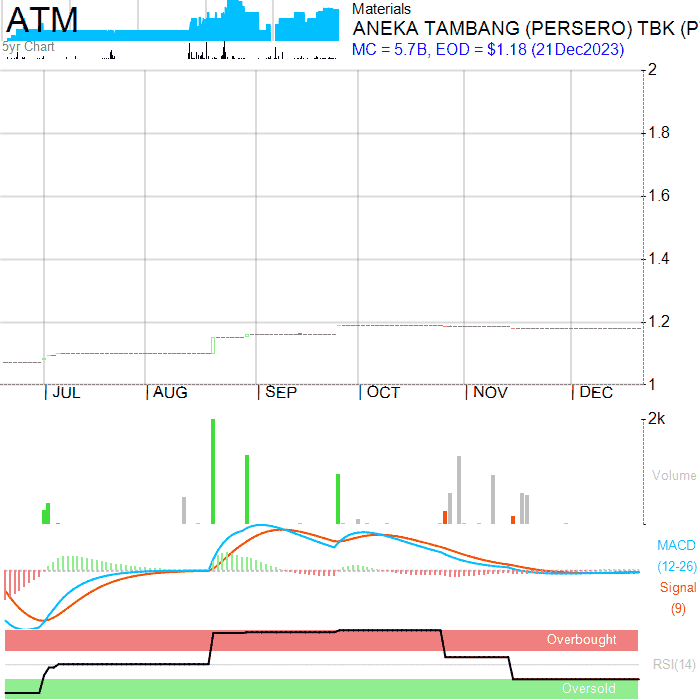 ATM
Materials
ANEKA TAMBANG (PERSERO) TBK (P
5yr Chart
MC = 5.7B, EOD = $1.18 (21Dec2023)
2
1.8
1.6
1.4
1.2
1
JUL AUG SEP OCT NOV DEC
2k
Volume
MACD
(12-26)
Signal
(9)
Overbought
RSI(14)
Oversold